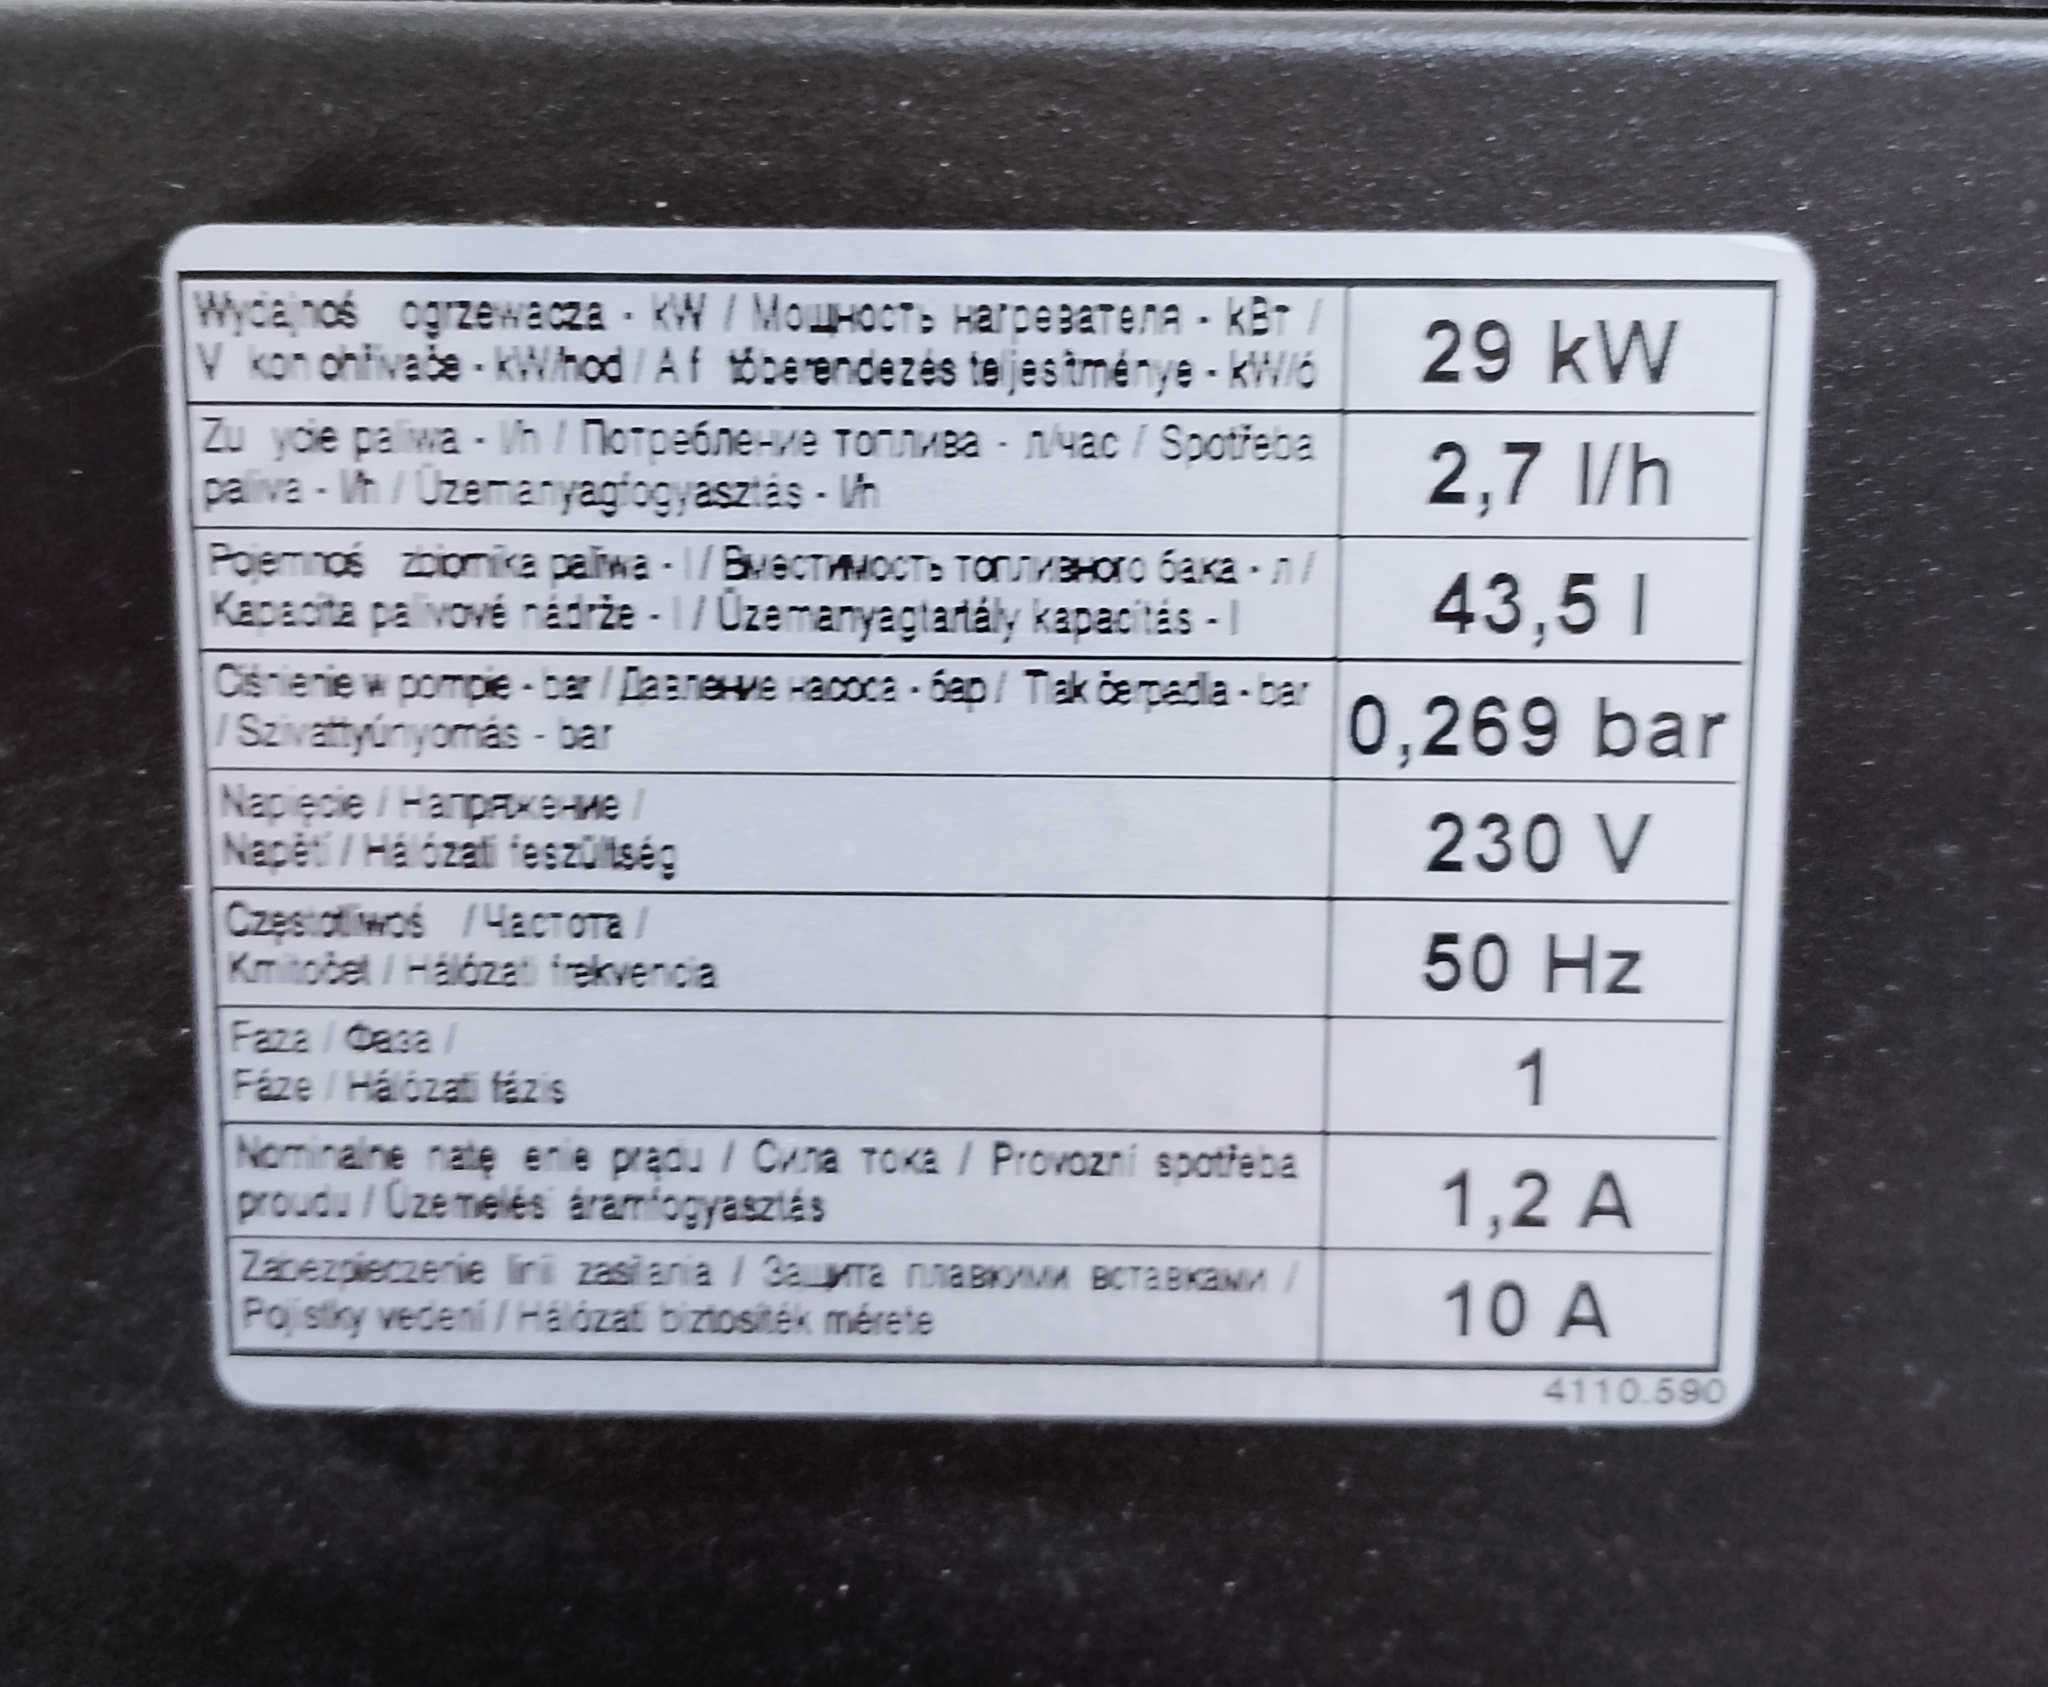 Wydajnoś ogrzewacza - kW / Мощность нагревателя - кВт /
V kon ohřívače - kW/hod / A f tőberendezés teljesítménye - kW/ó
29 kW
Zu ycie paliwa - l/h / Потребление топлива - л/час / Spotřeba
paliva - l/h / Üzemanyagfogyasztás - l/h
2,7 l/h
Pojemnoś zbiornika paliwa - l / Вместимость топливного бака - л /
Kapacita palivové nádrže - l / Üzemanyagtartály kapacitás - l
43,5 l
Ciśnienie w pompie - bar / Давление насоса - бар / Tlak čerpadla - bar
/ Szivattyúnyomás - bar
0,269 bar
Napięcie / Напряжение /
Napětí / Hálózati feszültség
230 V
Częstotliwoś / Частота /
Kmitočet / Hálózati frekvencia
50 Hz
Faza / Фаза /
Fáze / Hálózati fázis
1
Nominalne natę enie prądu / Сила тока / Provozní spotřeba
proudu / Üzemelési áramfogyasztás
1,2 A
Zabezpieczenie linii zasilania / Защита плавкими вставками /
Pojistky vedení / Hálózati biztosíték mérete
10 A
4110.590